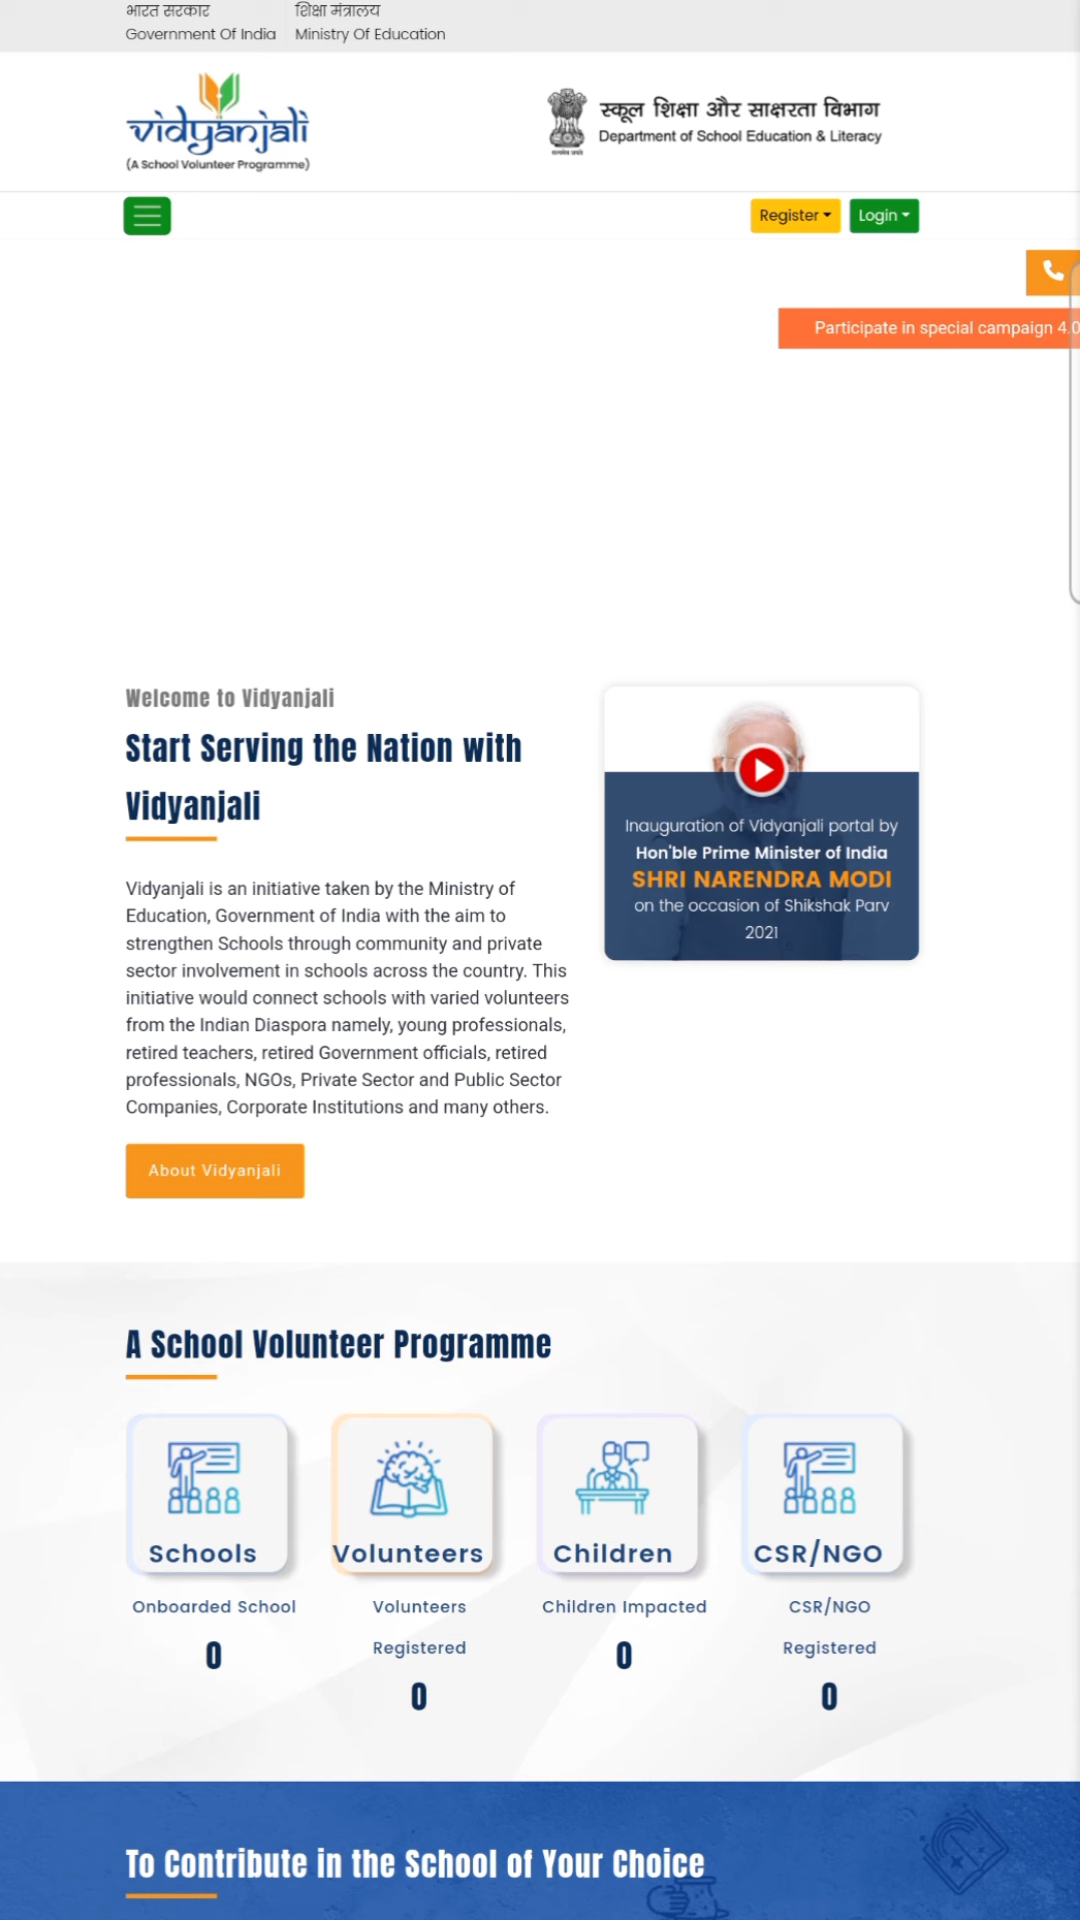 भारत सरकार
Government Of India
शिक्षा मंत्रालय
Ministry Of Education
vidyanjali
(A School Volunteer Programme)
स्कूल शिक्षा और साक्षरता विभाग
Department of School Education & Literacy
Register
Login
Participate in special campaign 4.0
Welcome to Vidyanjali
Start Serving the Nation with
Vidyanjali
Vidyanjali is an initiative taken by the Ministry of
Education, Government of India with the aim to
strengthen Schools through community and private
sector involvement in schools across the country. This
initiative would connect schools with varied volunteers
from the Indian Diaspora namely, young professionals,
retired teachers, retired Government officials, retired
professionals, NGOs, Private Sector and Public Sector
Companies, Corporate Institutions and many others.
About Vidyanjali
Inauguration of Vidyanjali portal by
Hon'ble Prime Minister of India
SHRI NARENDRA MODI
on the occasion of Shikshak Parv
2021
A School Volunteer Programme
Schools
Onboarded School
0
Volunteers
Volunteers
Registered
0
Children
Children Impacted
0
CSR/NGO
CSR/NGO
Registered
0
To Contribute in the School of Your Choice